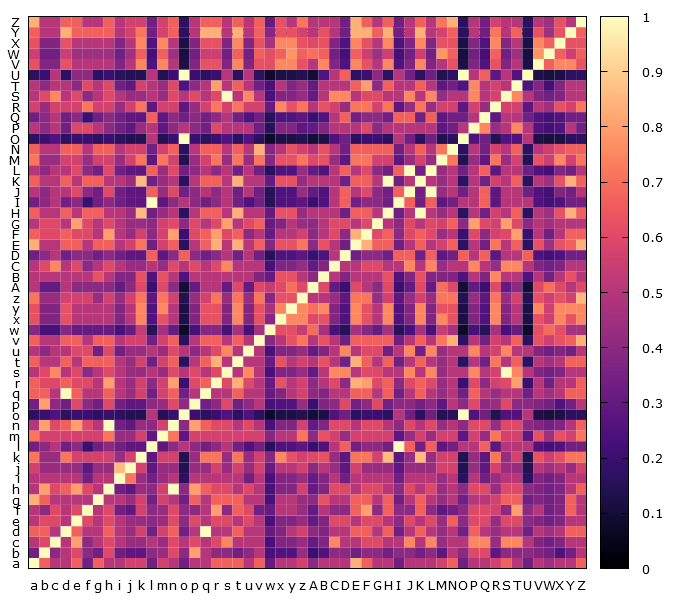 Z
Y
X
W
V
U
T
S
R
Q
P
O
N
M
L
K
J
I
H
G
F
E
D
C
B
A
z
y
x
w
v
u
t
s
r
q
p
o
n
m
l
k
j
i
h
g
f
e
d
c
b
a
a b c d e f g h i j k l m n o p q r s t u v w x y z A B C D E F G H I J K L M N O P Q R S T U V W X Y Z
1
0.9
0.8
0.7
0.6
0.5
0.4
0.3
0.2
0.1
0